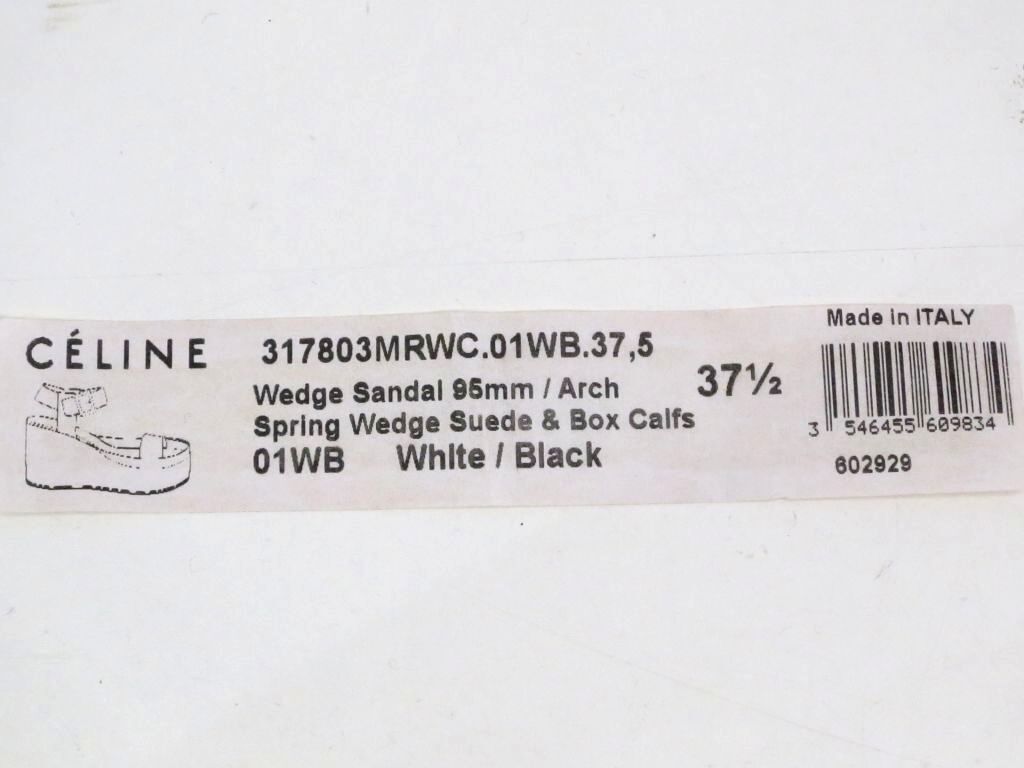 CÉLINE
317803MRWC.01WB.37,5
Wedge Sandal 95mm / Arch
Spring Wedge Suede & Box Calfs
01WB White / Black
37½
Made in ITALY
3 546455 609834
602929